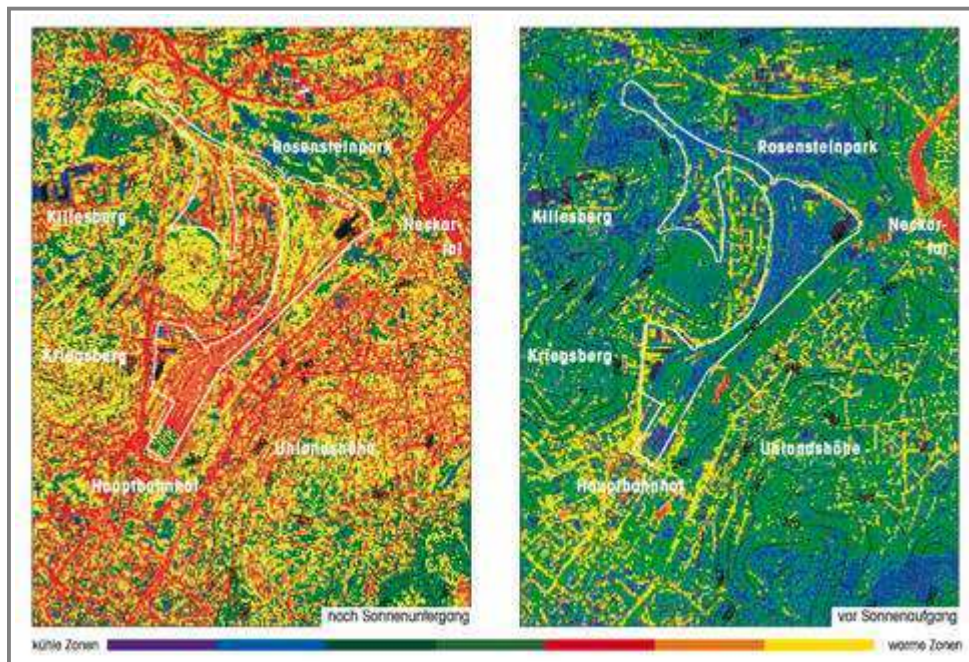 Rosensteinpark
Killesberg
Neckar-
tal
Kriegsberg
Uhlandshöhe
Hauptbahnhof
nach Sonnenuntergang
Rosensteinpark
Killesberg
Neckar-
tal
Kriegsberg
Uhlandshöhe
Hauptbahnhof
vor Sonnenaufgang
kühle Zonen
warme Zonen